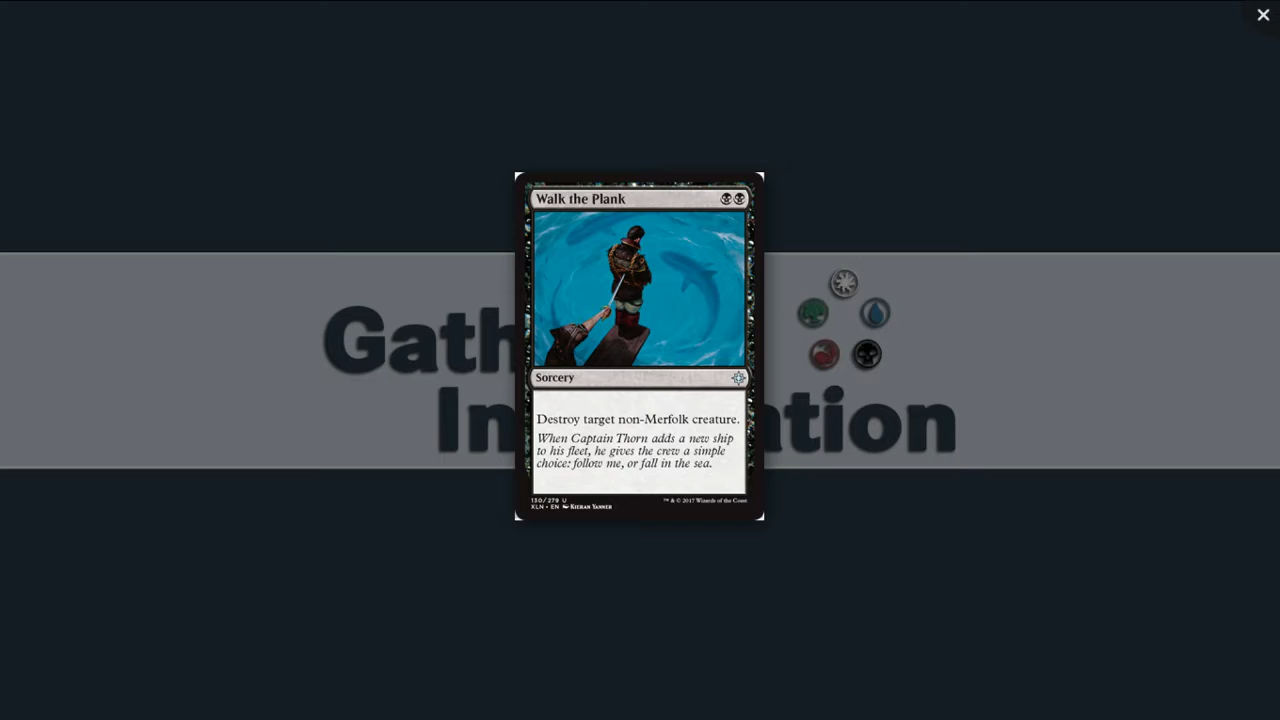 Walk the Plank
Gath
In
ation
Sorcery
Destroy target non-Merfolk creature.
When Captain Thorn adds a new ship
to his fleet, he gives the crew a simple
choice: follow me, or fall in the sea.
130/279 U
XLN • EN KIERAN YANNER
™ & © 2017 Wizards of the Coast